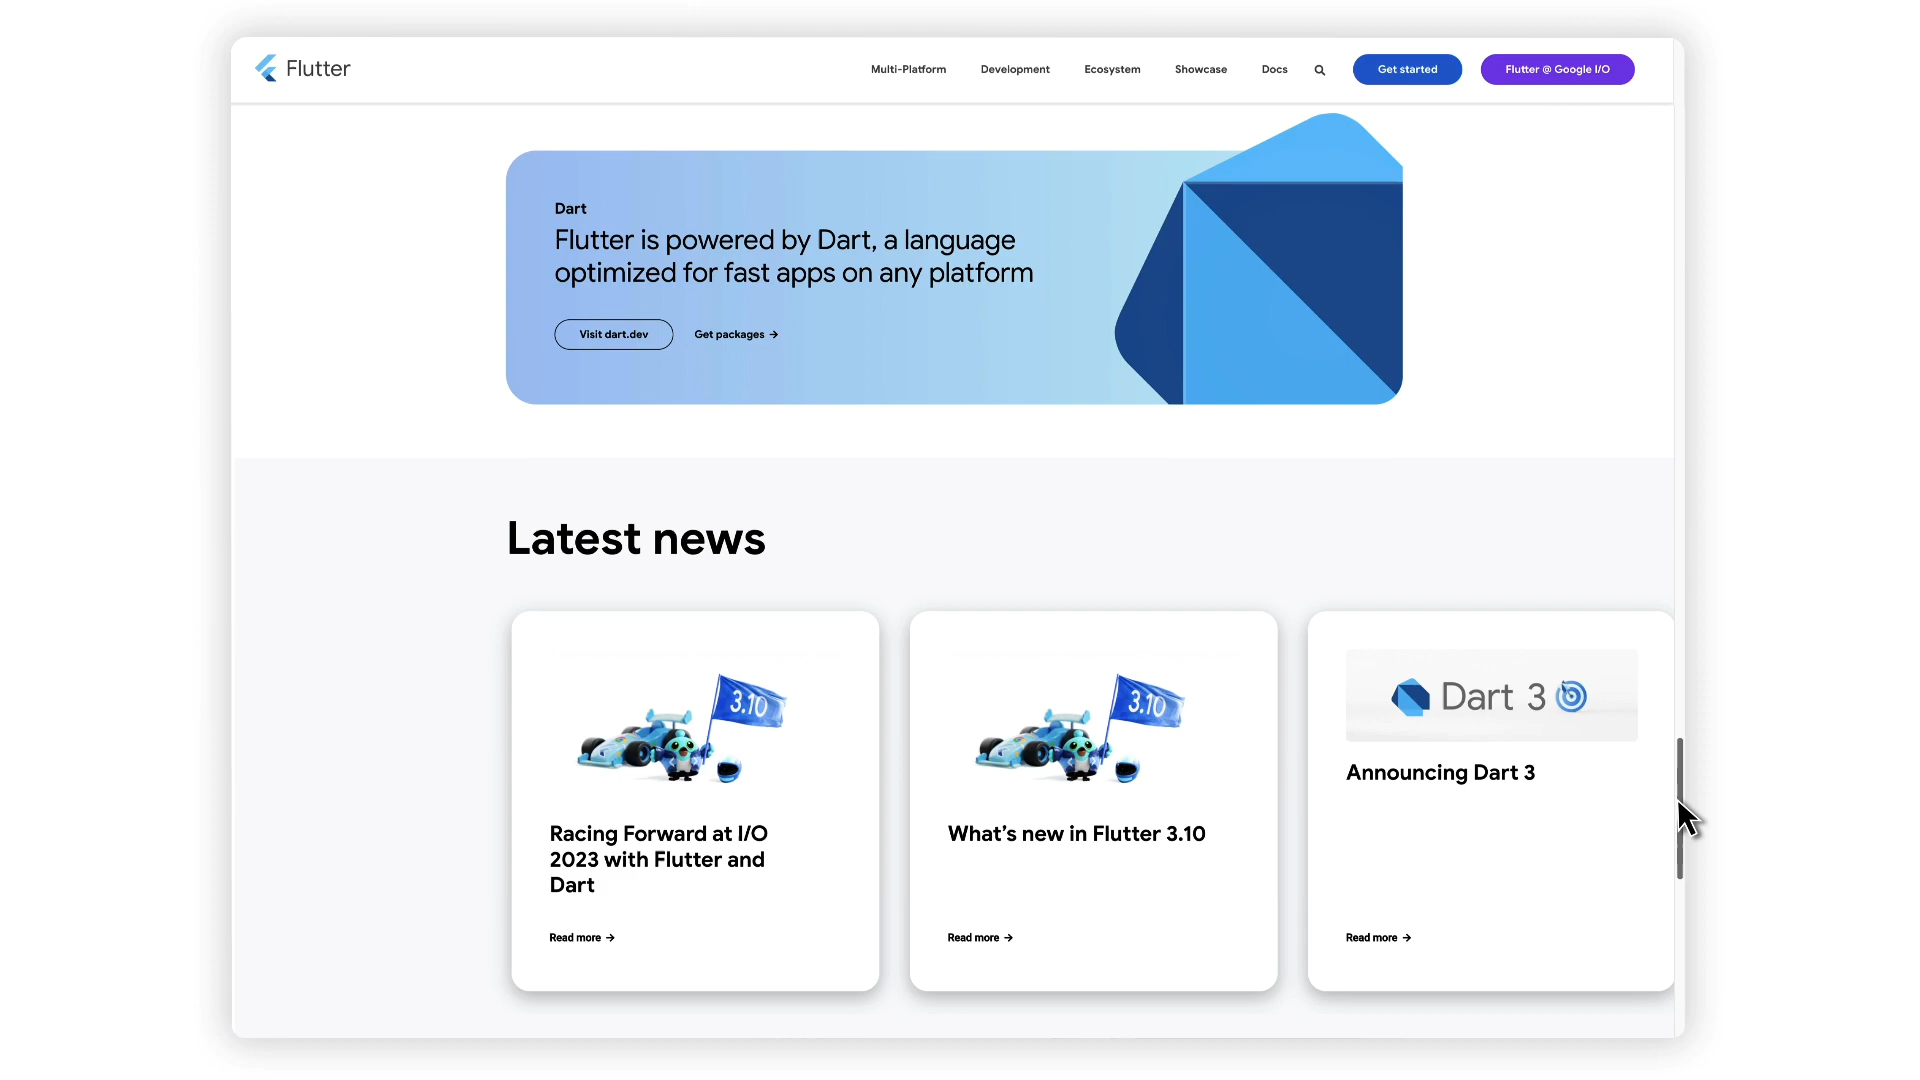 Flutter
Multi-Platform Development Ecosystem Showcase Docs Get started Flutter @ Google I/O
Dart
Flutter is powered by Dart, a language
optimized for fast apps on any platform
Visit dart.dev Get packages →
Latest news
3.10
3.10
Dart 3
Announcing Dart 3
Racing Forward at I/O
2023 with Flutter and
Dart
What's new in Flutter 3.10
Read more →
Read more →
Read more →